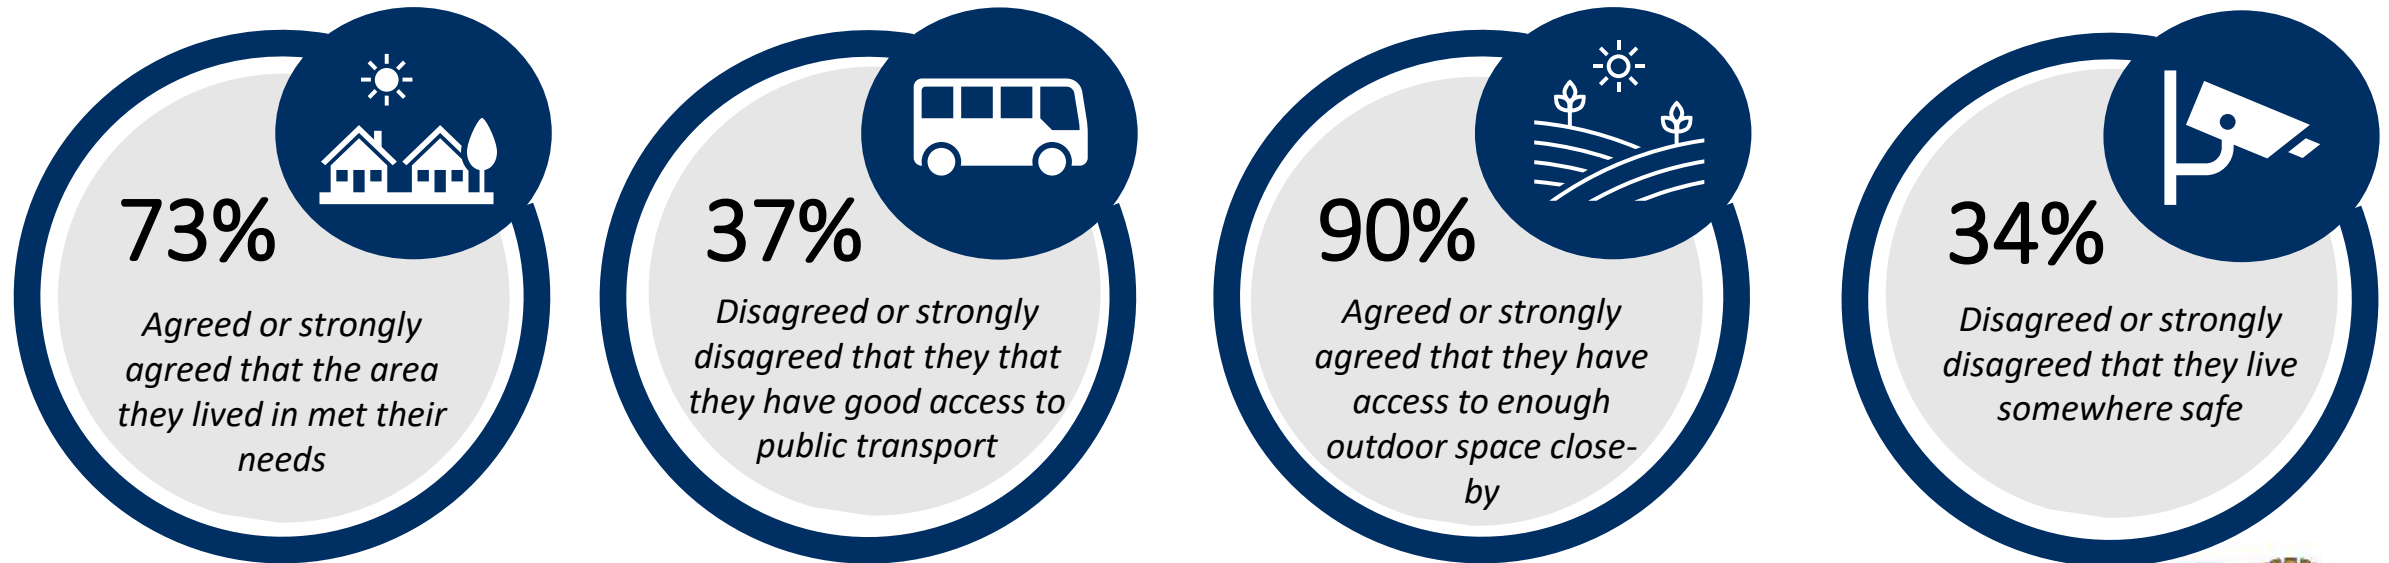 73%
Agreed or strongly
agreed that the area
they lived in met their
needs
37%
Disagreed or strongly
disagreed that they that
they have good access to
public transport
90%
Agreed or strongly
agreed that they have
access to enough
outdoor space close-
by
34%
Disagreed or strongly
disagreed that they live
somewhere safe